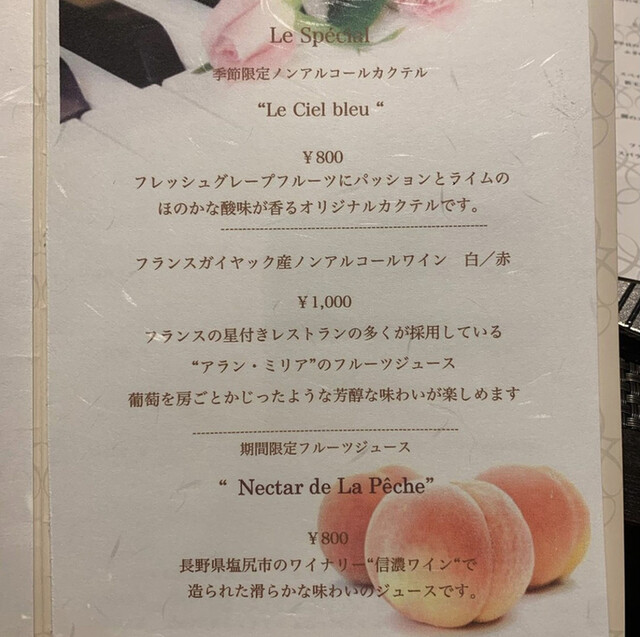 Le Spécial
季節限定ノンアルコールカクテル
“Le Ciel bleu “
￥800
フレッシュグレープフルーツにパッションとライムの
ほのかな酸味が香るオリジナルカクテルです。
フランスガイヤック産ノンアルコールワイン　白／赤
￥1,000
フランスの星付きレストランの多くが採用している
“アラン・ミリア”のフルーツジュース
葡萄を房ごとかじったような芳醇な味わいが楽しめます
期間限定フルーツジュース
“ Nectar de La Pêche”
￥800
長野県塩尻市のワイナリー“信濃ワイン“で
造られた滑らかな味わいのジュースです。